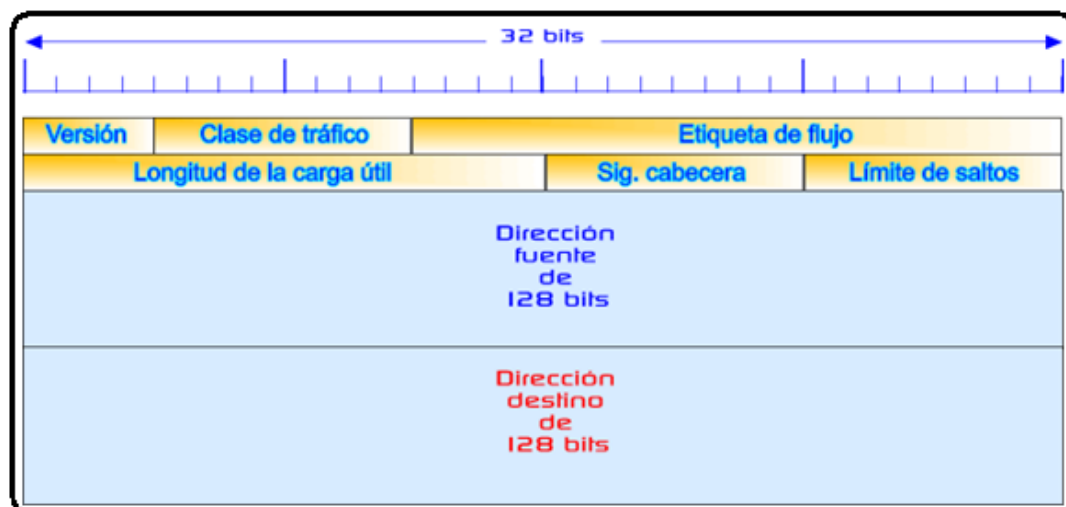 32 bits
Versión Clase de tráfico Etiqueta de flujo
Longitud de la carga útil Sig. cabecera Límite de saltos
Dirección
fuente
de
128 bits
Dirección
destino
de
128 bits